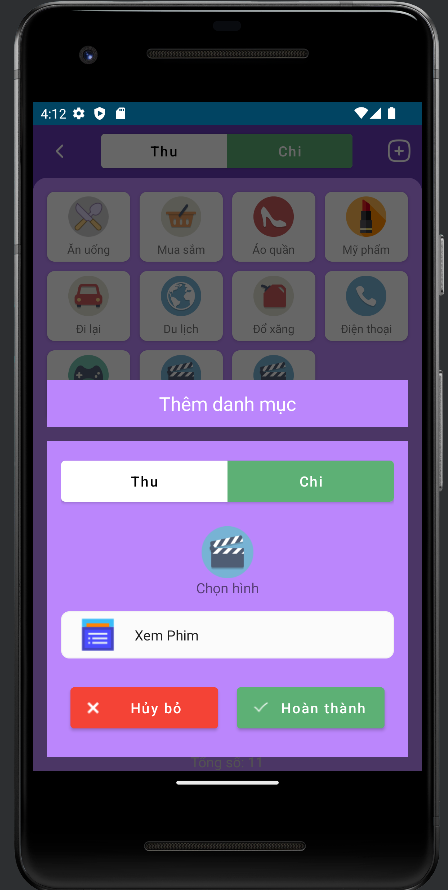 4:12
Thu Chi
Ăn uống Mua sắm Áo quần Mỹ phẩm
Đi lại Du lịch Đổ xăng Điện thoại
Thêm danh mục
Thu Chi
Chọn hình
Xem Phim
Hủy bỏ Hoàn thành
Tổng số: 11